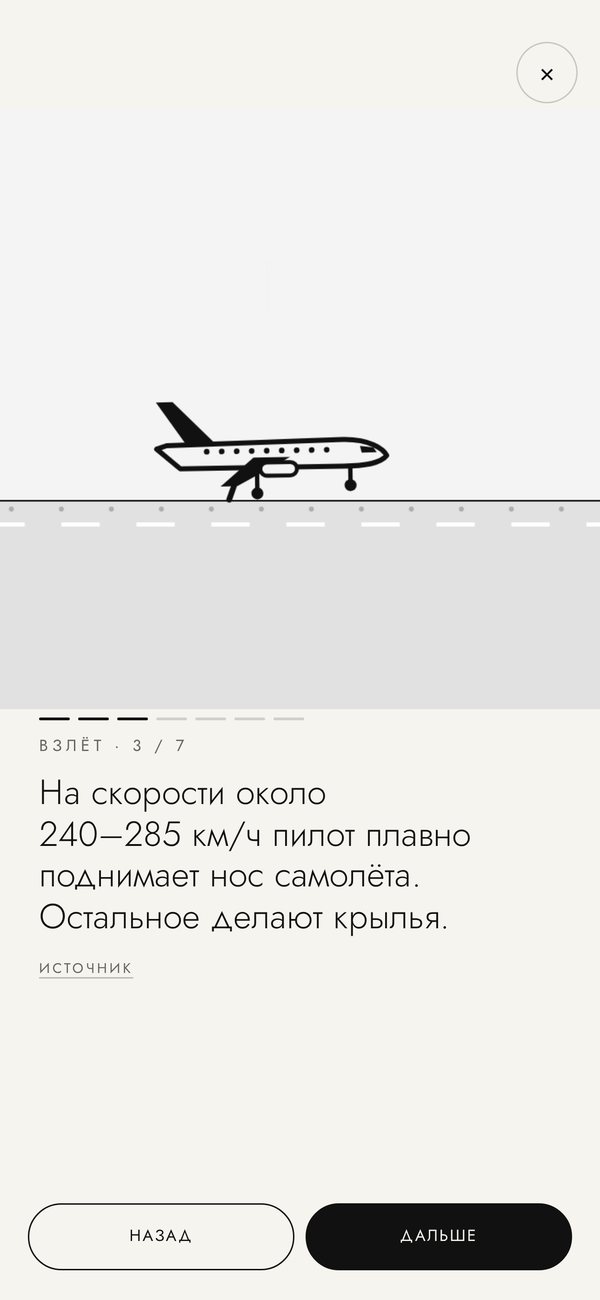 ×
ВЗЛЁТ · 3 / 7
На скорости около
240–285 км/ч пилот плавно
поднимает нос самолёта.
Остальное делают крылья.
ИСТОЧНИК
НАЗАД
ДАЛЬШЕ